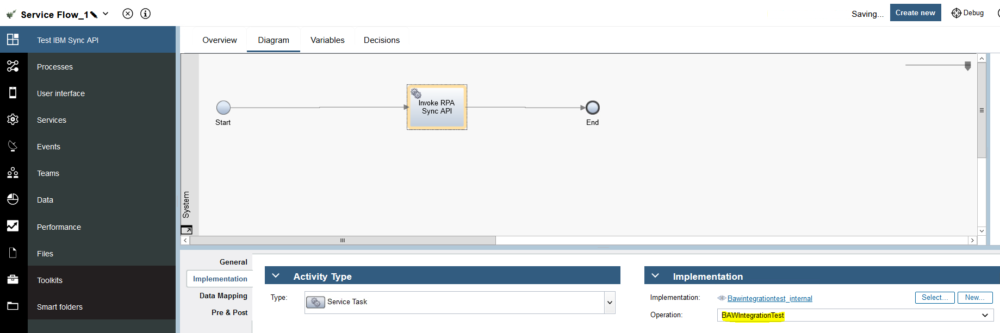 Service Flow_1
Saving...
Create new
Debug
Test IBM Sync API
Processes
User interface
Services
Events
Teams
Data
Performance
Files
Toolkits
Smart folders
Overview
Diagram
Variables
Decisions
System
Start
Invoke RPA
Sync API
End
General
Implementation
Data Mapping
Pre & Post
Activity Type
Type:
Service Task
Implementation
Implementation:
Bawintegrationtest_internal
Select...
New...
Operation:
BAWIntegrationTest